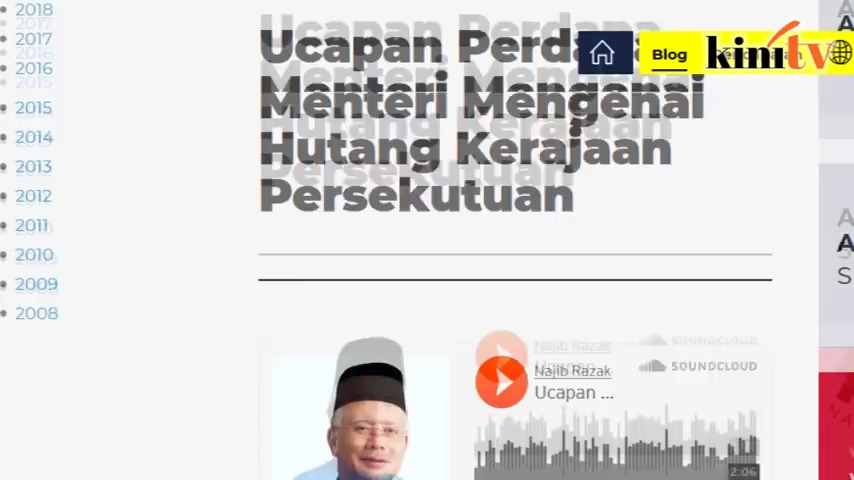 2018
2017
2016
2015
2014
2013
2012
2011
2010
2009
2008
Ucapan Perdana
Menteri Mengenai
Hutang Kerajaan
Persekutuan
Blog
kinitv
Najib Razak
SOUNDCLOUD
Ucapan ...
2:06